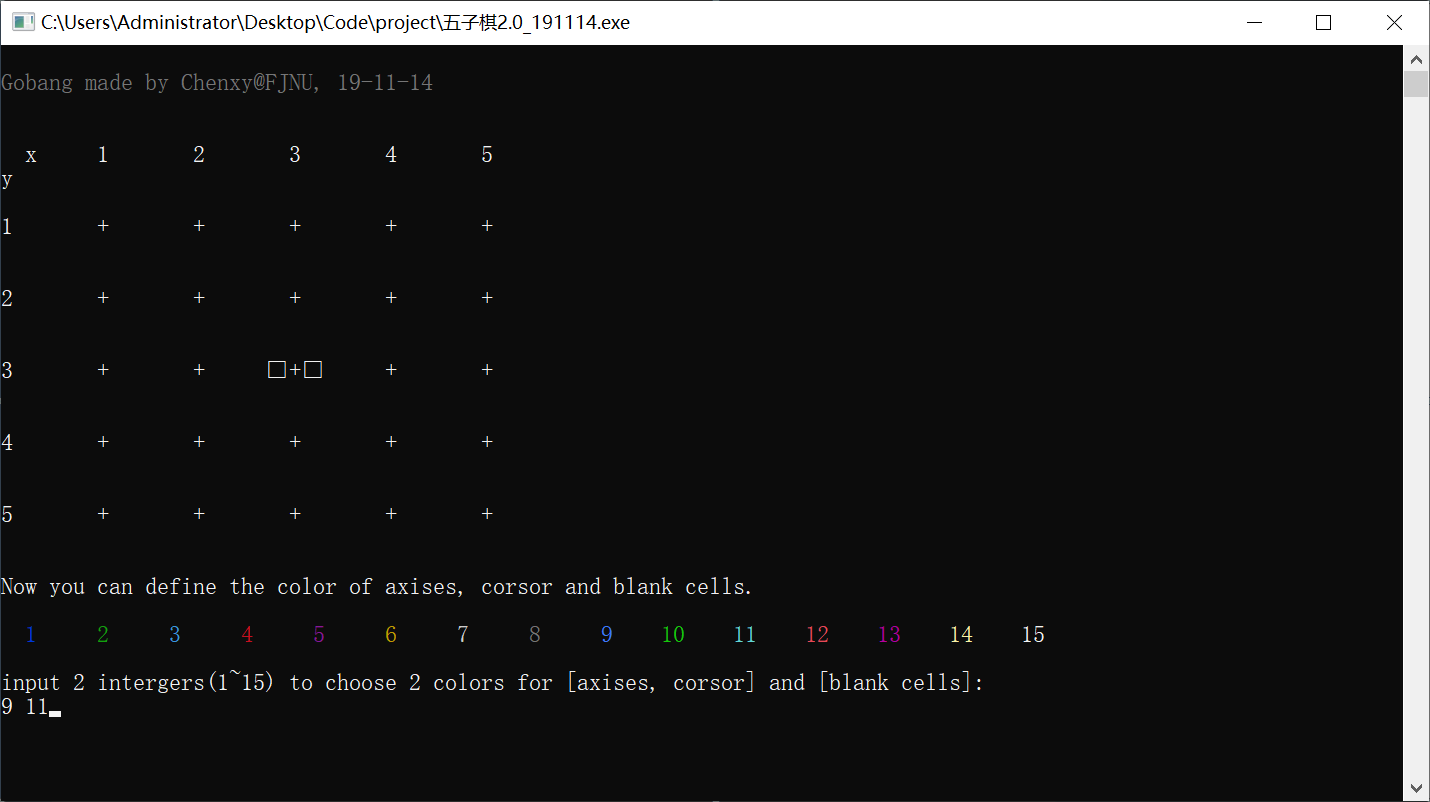 C:\Users\Administrator\Desktop\Code\project\五子棋2.0_191114.exe
Gobang made by Chenxy@FJNU, 19-11-14
x 1 2 3 4 5
y
1 + + + + +
2 + + + + +
3 + + □+□ + +
4 + + + + +
5 + + + + +
Now you can define the color of axises, corsor and blank cells.
1 2 3 4 5 6 7 8 9 10 11 12 13 14 15
input 2 intergers(1~15) to choose 2 colors for [axises, corsor] and [blank cells]:
9 11